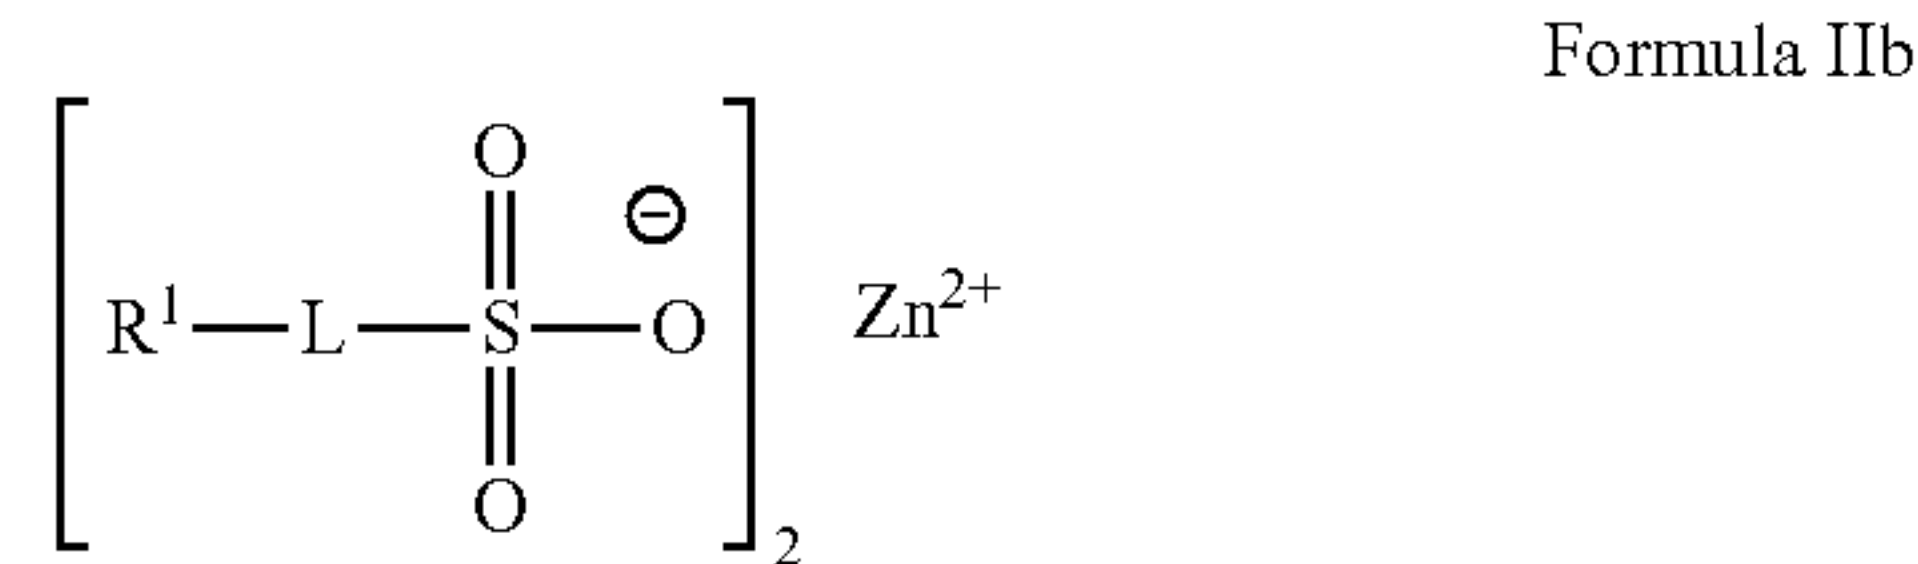 Formula IIb
O
⊖
R¹—L—S—O Zn²⁺
O
2